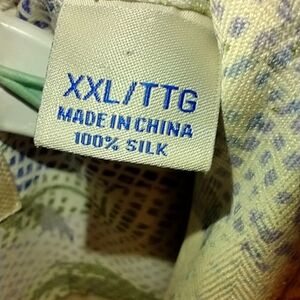 XXL/TTG
MADE IN CHINA
100% SILK